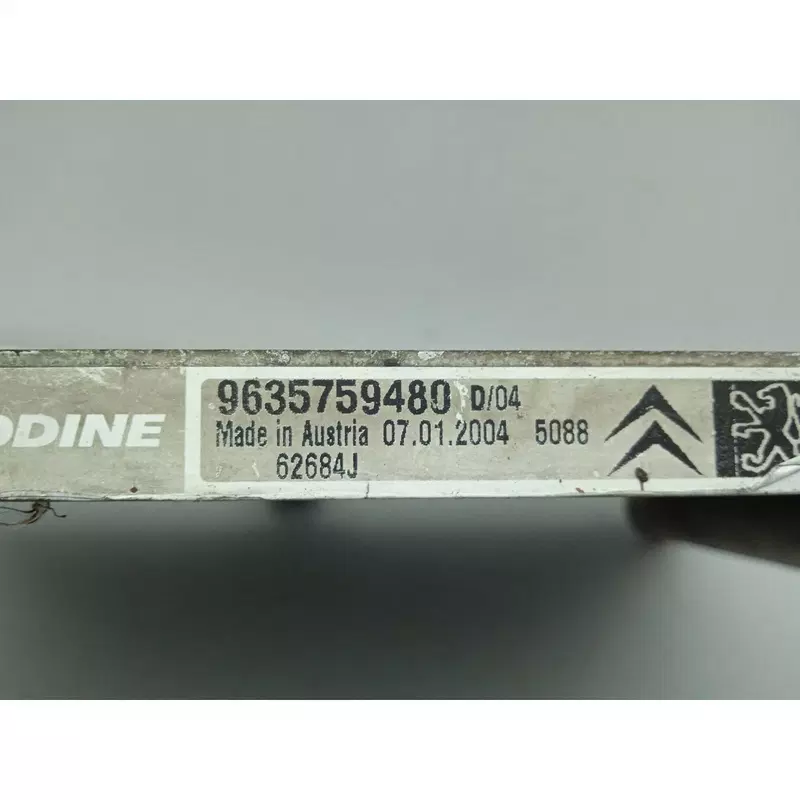 ODINE
9635759480 D/04
Made in Austria 07.01.2004 5088
62684J